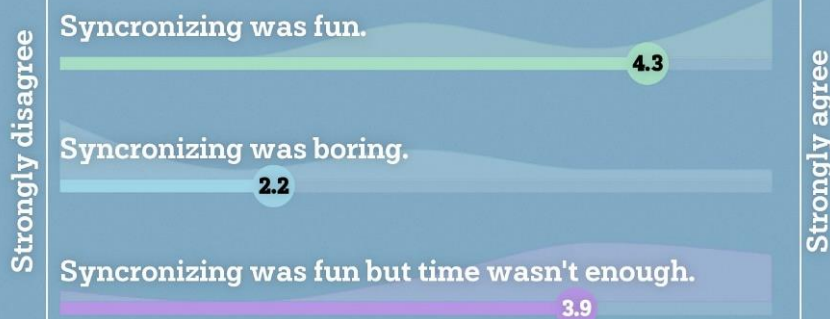 Syncronizing was fun.
4.3
Strongly disagree
Strongly agree
Syncronizing was boring.
2.2
Syncronizing was fun but time wasn't enough.
3.9